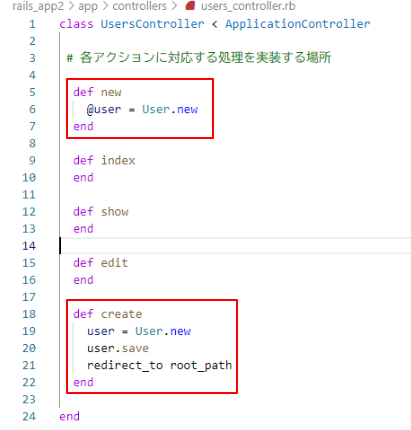 rails_app2 > app > controllers > users_controller.rb
1 class UsersController < ApplicationController
2
3 # 各アクションに対応する処理を実装する場所
4
5 def new
6 @user = User.new
7 end
8
9 def index
10 end
11
12 def show
13 end
14
15 def edit
16 end
17
18 def create
19 user = User.new
20 user.save
21 redirect_to root_path
22 end
23
24 end